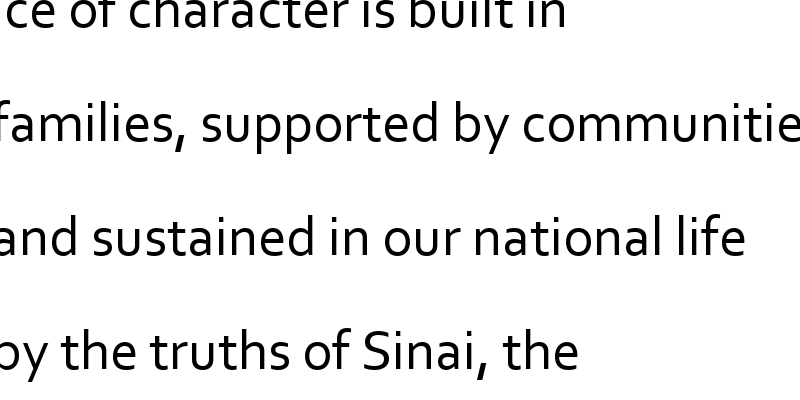 ce of character is built in
families, supported by communitie
and sustained in our national life
by the truths of Sinai, the